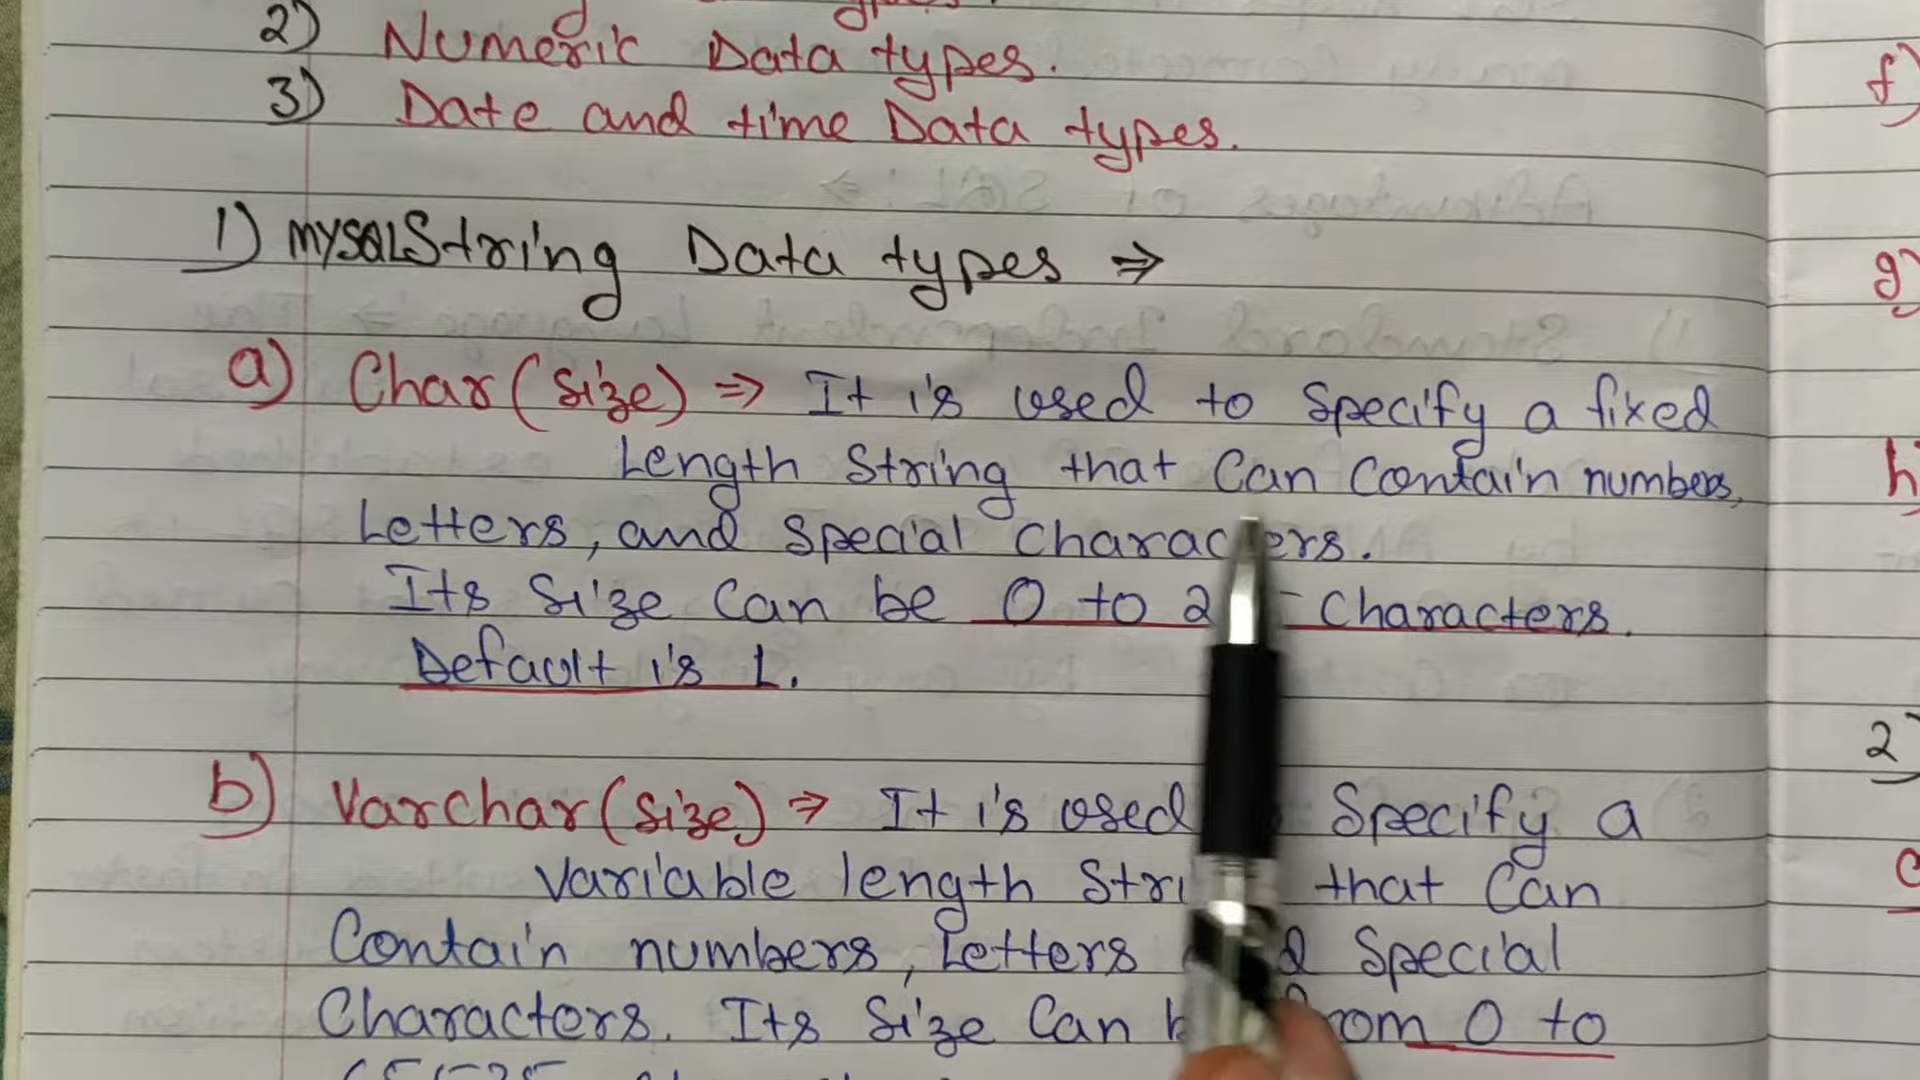 2) Numeric Data types.
3) Date and time Data types.
1) MYSQL String Data types ⇒
a) Char (Size) ⇒ It is used to Specify a fixed
Length String that Can Contain numbers,
Letters, and Special Characters.
Its Size Can be 0 to 2 Characters.
Default is 1.
b) Varchar (Size) ⇒ It is used Specify a
Variable length that Can
Contain numbers, Letters Special
Characters. Its Size Can 0 to
f)
g)
h
2